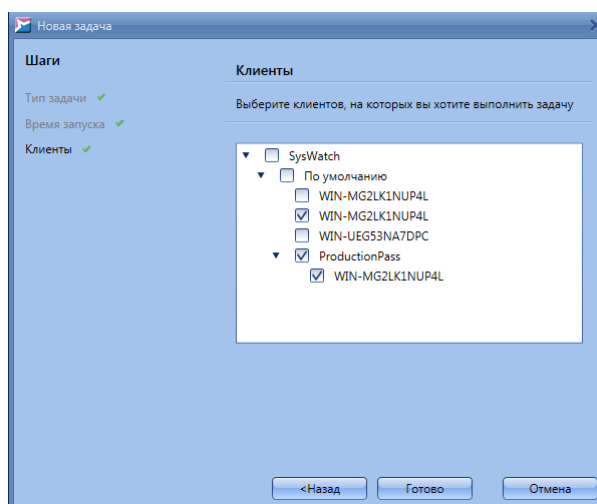 Новая задача
Шаги
Тип задачи
Время запуска
Клиенты
Клиенты
Выберите клиентов, на которых вы хотите выполнить задачу
SysWatch
По умолчанию
WIN-MG2LK1NUP4L
WIN-MG2LK1NUP4L
WIN-UEG53NA7DPC
ProductionPass
WIN-MG2LK1NUP4L
<Назад
Готово
Отмена